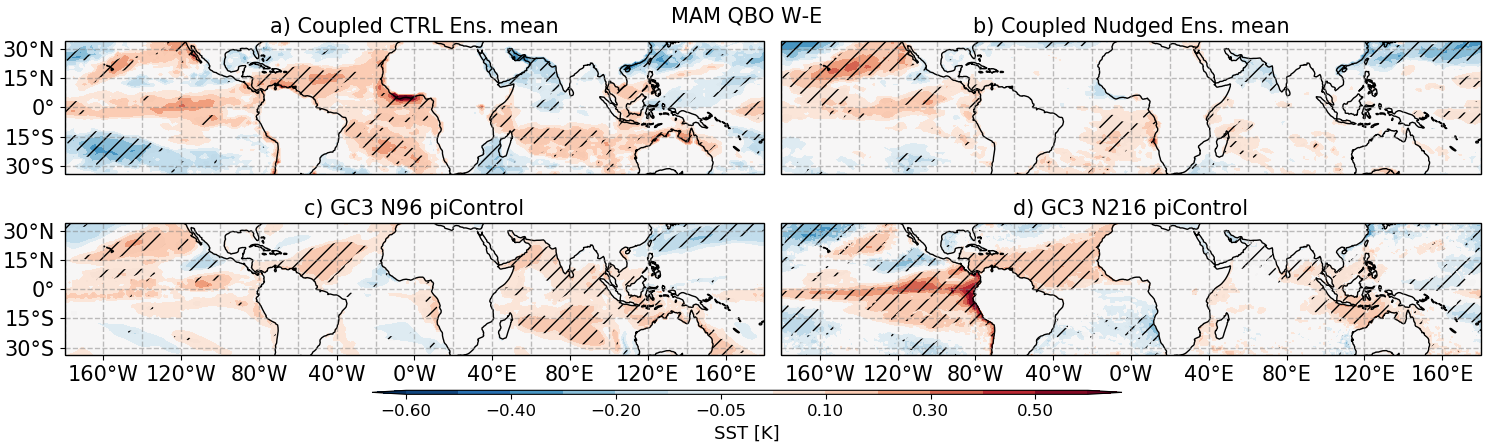 MAM QBO W-E
a) Coupled CTRL Ens. mean
b) Coupled Nudged Ens. mean
30°N
15°N
0°
15°S
30°S
c) GC3 N96 piControl
d) GC3 N216 piControl
30°N
15°N
0°
15°S
30°S
160°W 120°W 80°W 40°W 0°W 40°E 80°E 120°E 160°E
160°W 120°W 80°W 40°W 0°W 40°E 80°E 120°E 160°E
−0.60 −0.40 −0.20 −0.05 0.10 0.30 0.50
SST [K]